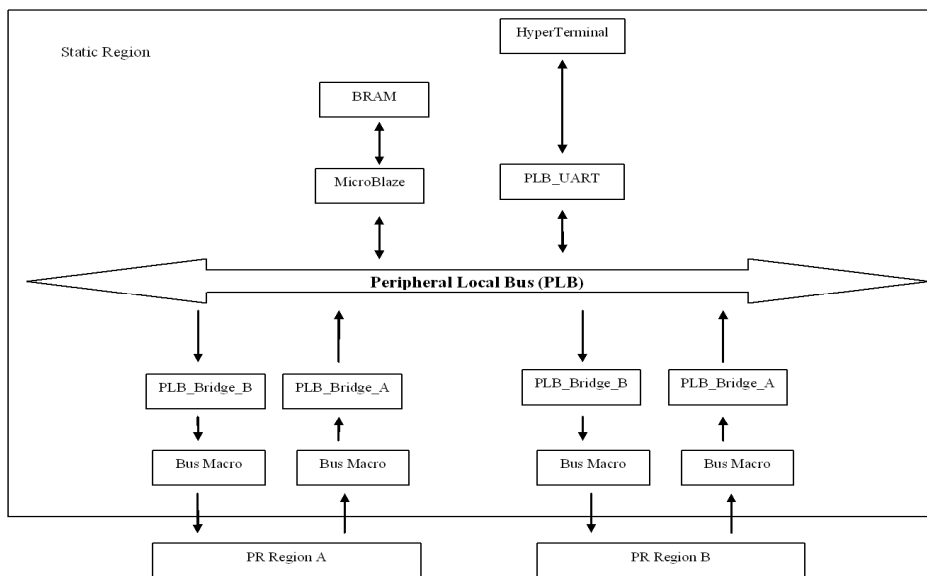 HyperTerminal
Static Region
BRAM
MicroBlaze
PLB_UART
Peripheral Local Bus (PLB)
PLB_Bridge_B
PLB_Bridge_A
PLB_Bridge_B
PLB_Bridge_A
Bus Macro
Bus Macro
Bus Macro
Bus Macro
PR Region A
PR Region B